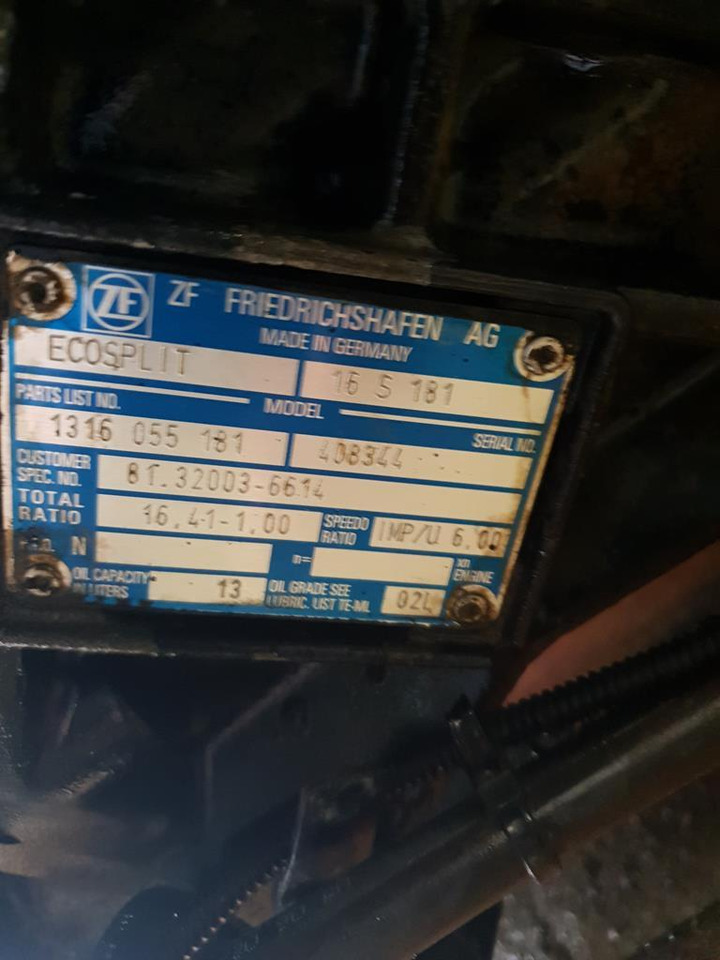 ZF ZF FRIEDRICHSHAFEN AG
MADE IN GERMANY
ECOSPLIT 16 S 181
PARTS LIST NO. MODEL SERIAL NO.
1316 055 181 408344
CUSTOMER SPEC. NO. 81.32003-6614
TOTAL RATIO 16,41-1,00 SPEEDO RATIO IMP/U 6,00
P.T.O. N n= xn ENGINE
OIL CAPACITY IN LITERS 13 OIL GRADE SEE LUBRIC. LIST TE-ML 02L